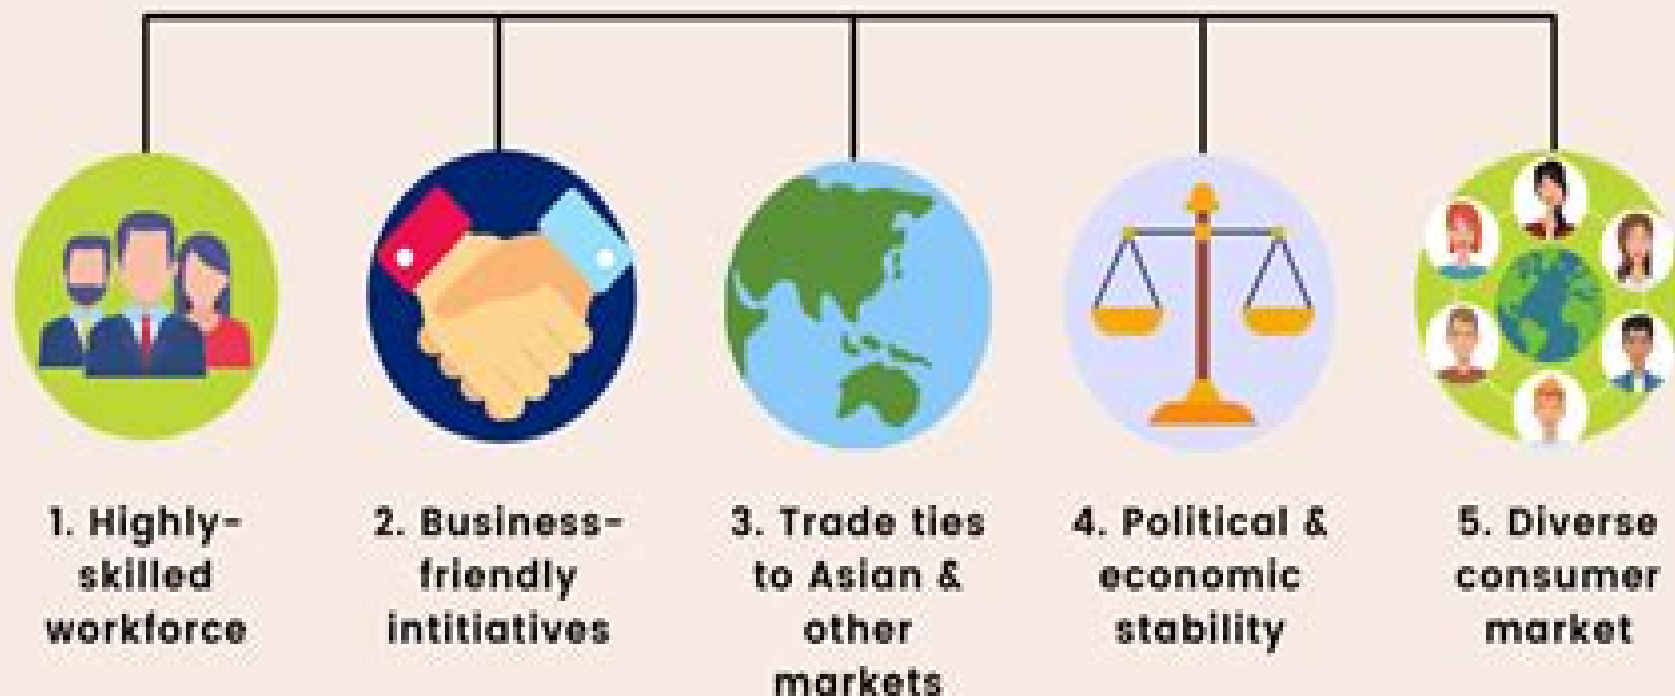 1. Highly-
skilled
workforce
2. Business-
friendly
intitiatives
3. Trade ties
to Asian &
other
markets
4. Political &
economic
stability
5. Diverse
consumer
market